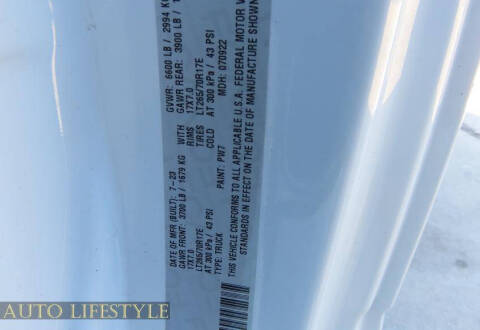 DATE OF MFR (BUILT): 7-23 GVWR: 6600 LB / 2994 KG
GAWR FRONT: 3700 LB / 1679 KG WITH GAWR REAR: 3900 LB /
17X7.0 RIMS 17X7.0
LT265/70R17E TIRES LT265/70R17E
AT 300 kPa / 43 PSI COLD AT 300 kPa / 43 PSI
TYPE: TRUCK PAINT: PW7 MDH: 070922
THIS VEHICLE CONFORMS TO ALL APPLICABLE U.S.A. FEDERAL MOTOR
STANDARDS IN EFFECT ON THE DATE OF MANUFACTURE SHOWN
AUTO LIFESTYLE